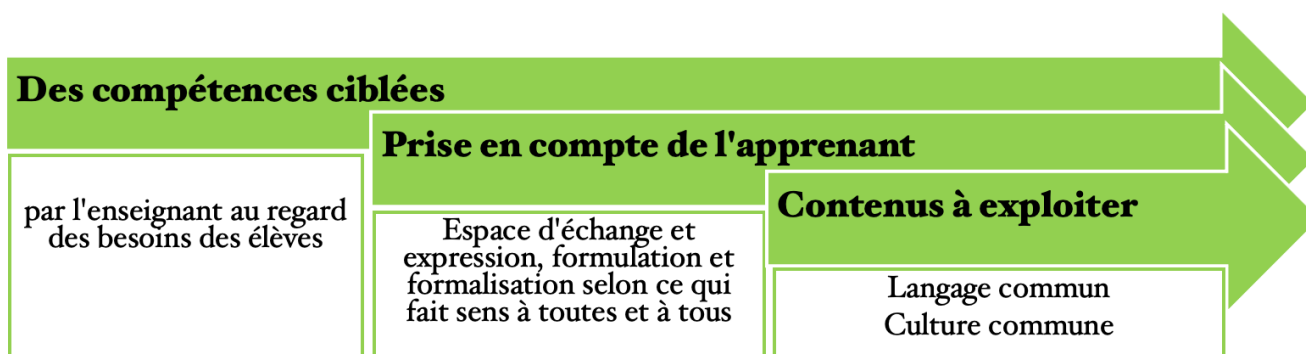 Des compétences ciblées
par l'enseignant au regard
des besoins des élèves
Prise en compte de l'apprenant
Espace d'échange et
expression, formulation et
formalisation selon ce qui
fait sens à toutes et à tous
Contenus à exploiter
Langage commun
Culture commune